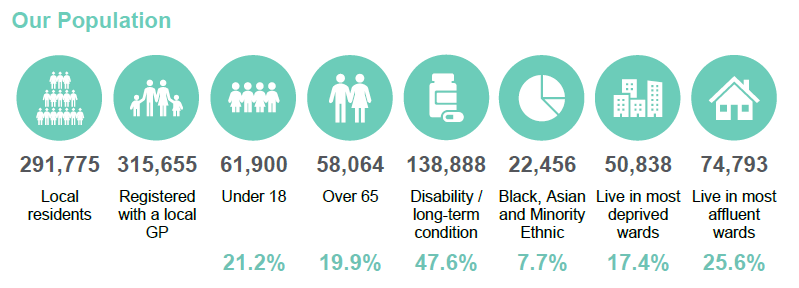 Our Population
291,775
Local
residents
315,655
Registered
with a local
GP
61,900
Under 18
21.2%
58,064
Over 65
19.9%
138,888
Disability /
long-term
condition
47.6%
22,456
Black, Asian
and Minority
Ethnic
7.7%
50,838
Live in most
deprived
wards
17.4%
74,793
Live in most
affluent
wards
25.6%